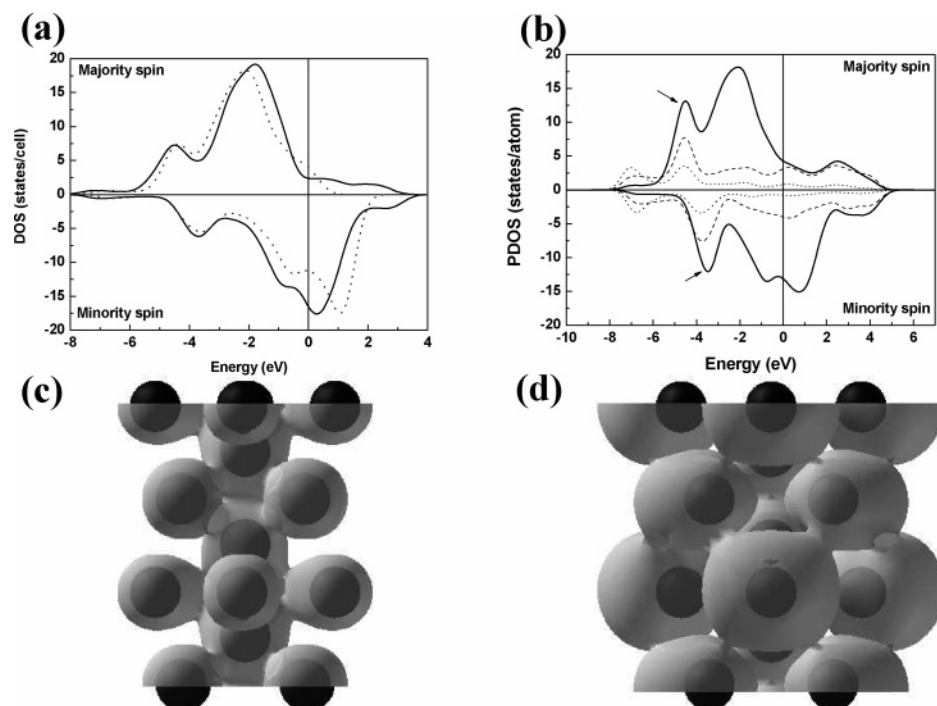 (a)
20
15
10
5
0
-5
-10
-15
-20
DOS (states/cell)
Majority spin
Minority spin
-8 -6 -4 -2 0 2 4
Energy (eV)
(b)
20
15
10
5
0
-5
-10
-15
-20
PDOS (states/atom)
Majority spin
Minority spin
-10 -8 -6 -4 -2 0 2 4 6
Energy (eV)
(c)
(d)